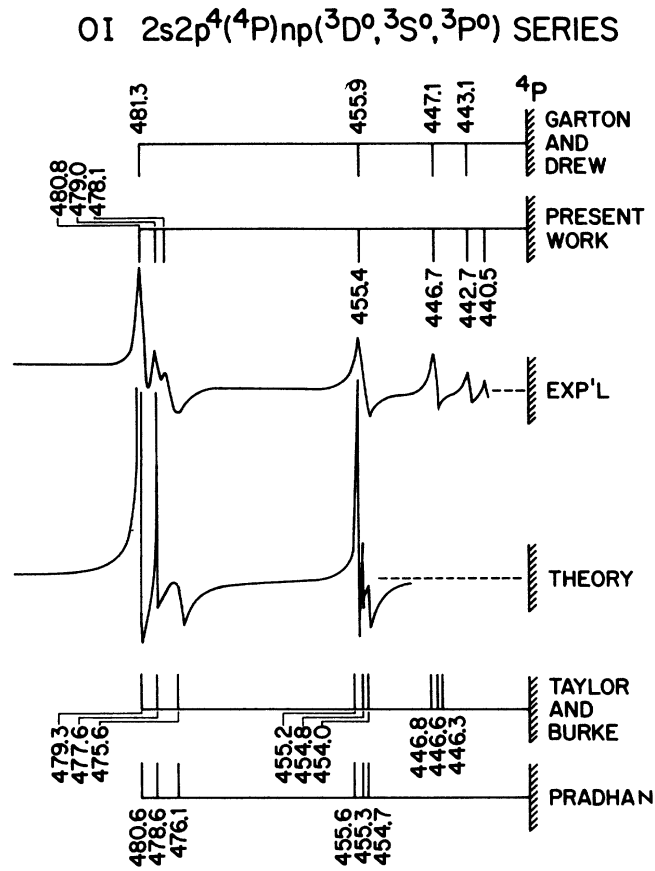 OI 2s2p⁴(⁴P)np(³Dᴼ,³Sᴼ,³Pᴼ) SERIES
481.3
455.9
447.1
443.1
⁴P
GARTON
AND
DREW
480.8
479.0
478.1
PRESENT
WORK
455.4
446.7
442.7
440.5
EXP'L
THEORY
TAYLOR
AND
BURKE
479.3
477.6
475.6
455.2
454.8
454.0
446.8
446.6
446.3
PRADHAN
480.6
478.6
476.1
455.6
455.3
454.7